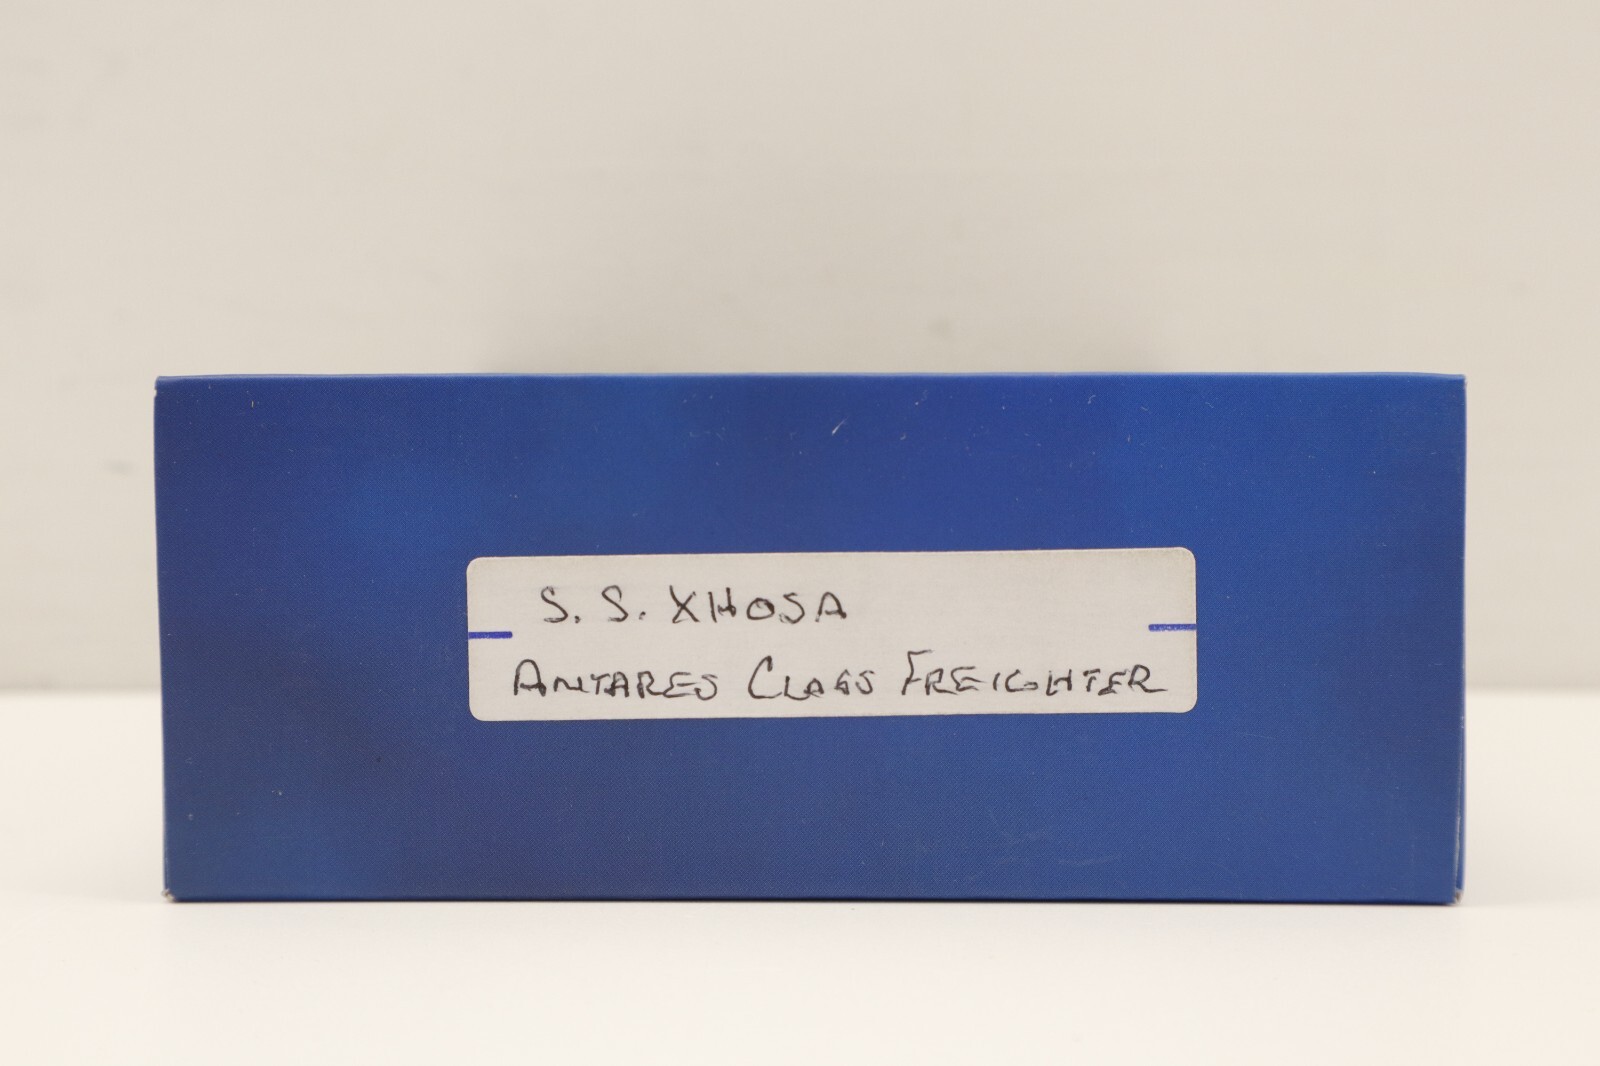 S. S. XHOSA
ANTARES CLASS FREIGHTER